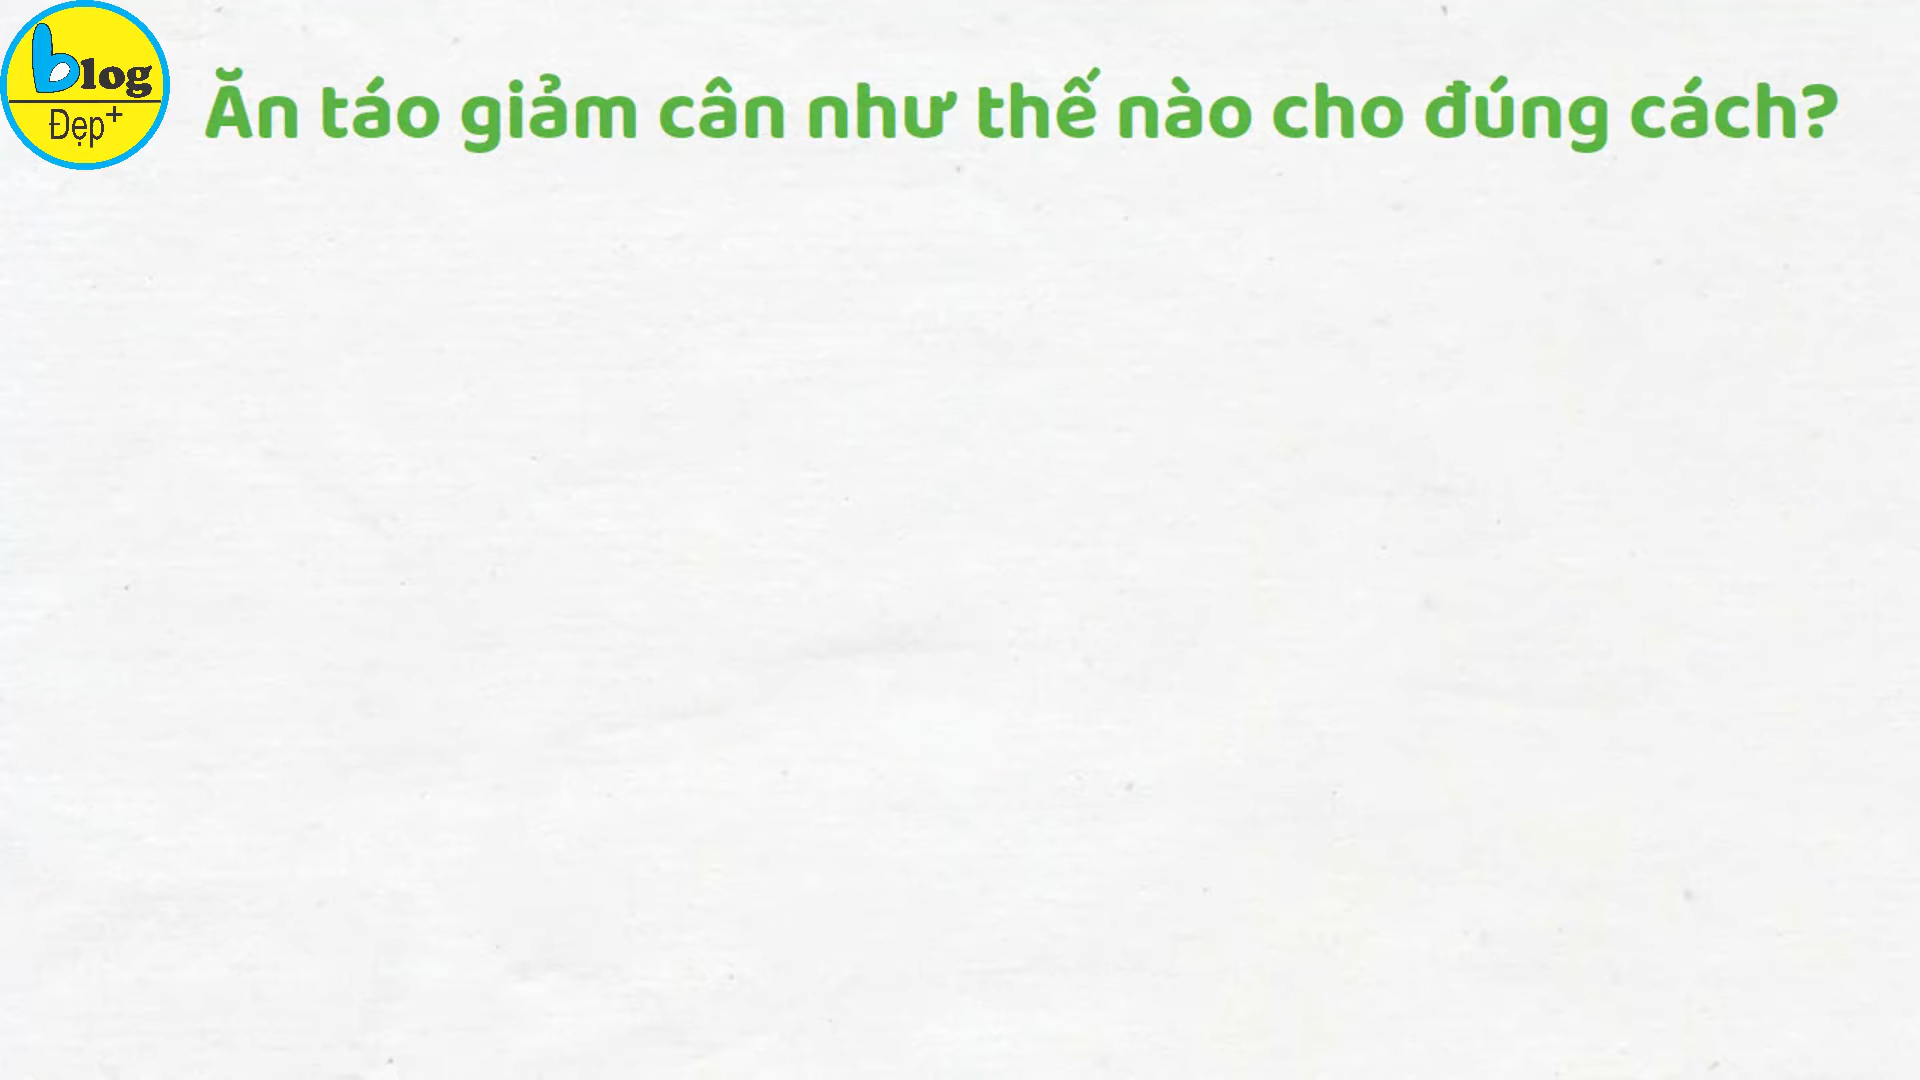 blog
Đẹp+
Ăn táo giảm cân như thế nào cho đúng cách?